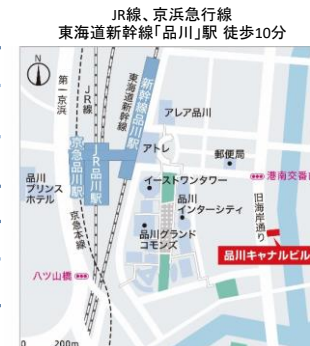 JR線、京浜急行線
東海道新幹線「品川」駅 徒歩10分
N
第一京浜
JR線
東海道新幹線
新幹線品川駅
アレア品川
京急品川駅
JR品川駅
アトレ
郵便局
品川
プリンス
ホテル
イーストワンタワー
港南交番
旧海岸通り
品川
インターシティ
京急本線
品川グランド
コモンズ
品川キャナルビル
八ツ山橋
0 200m